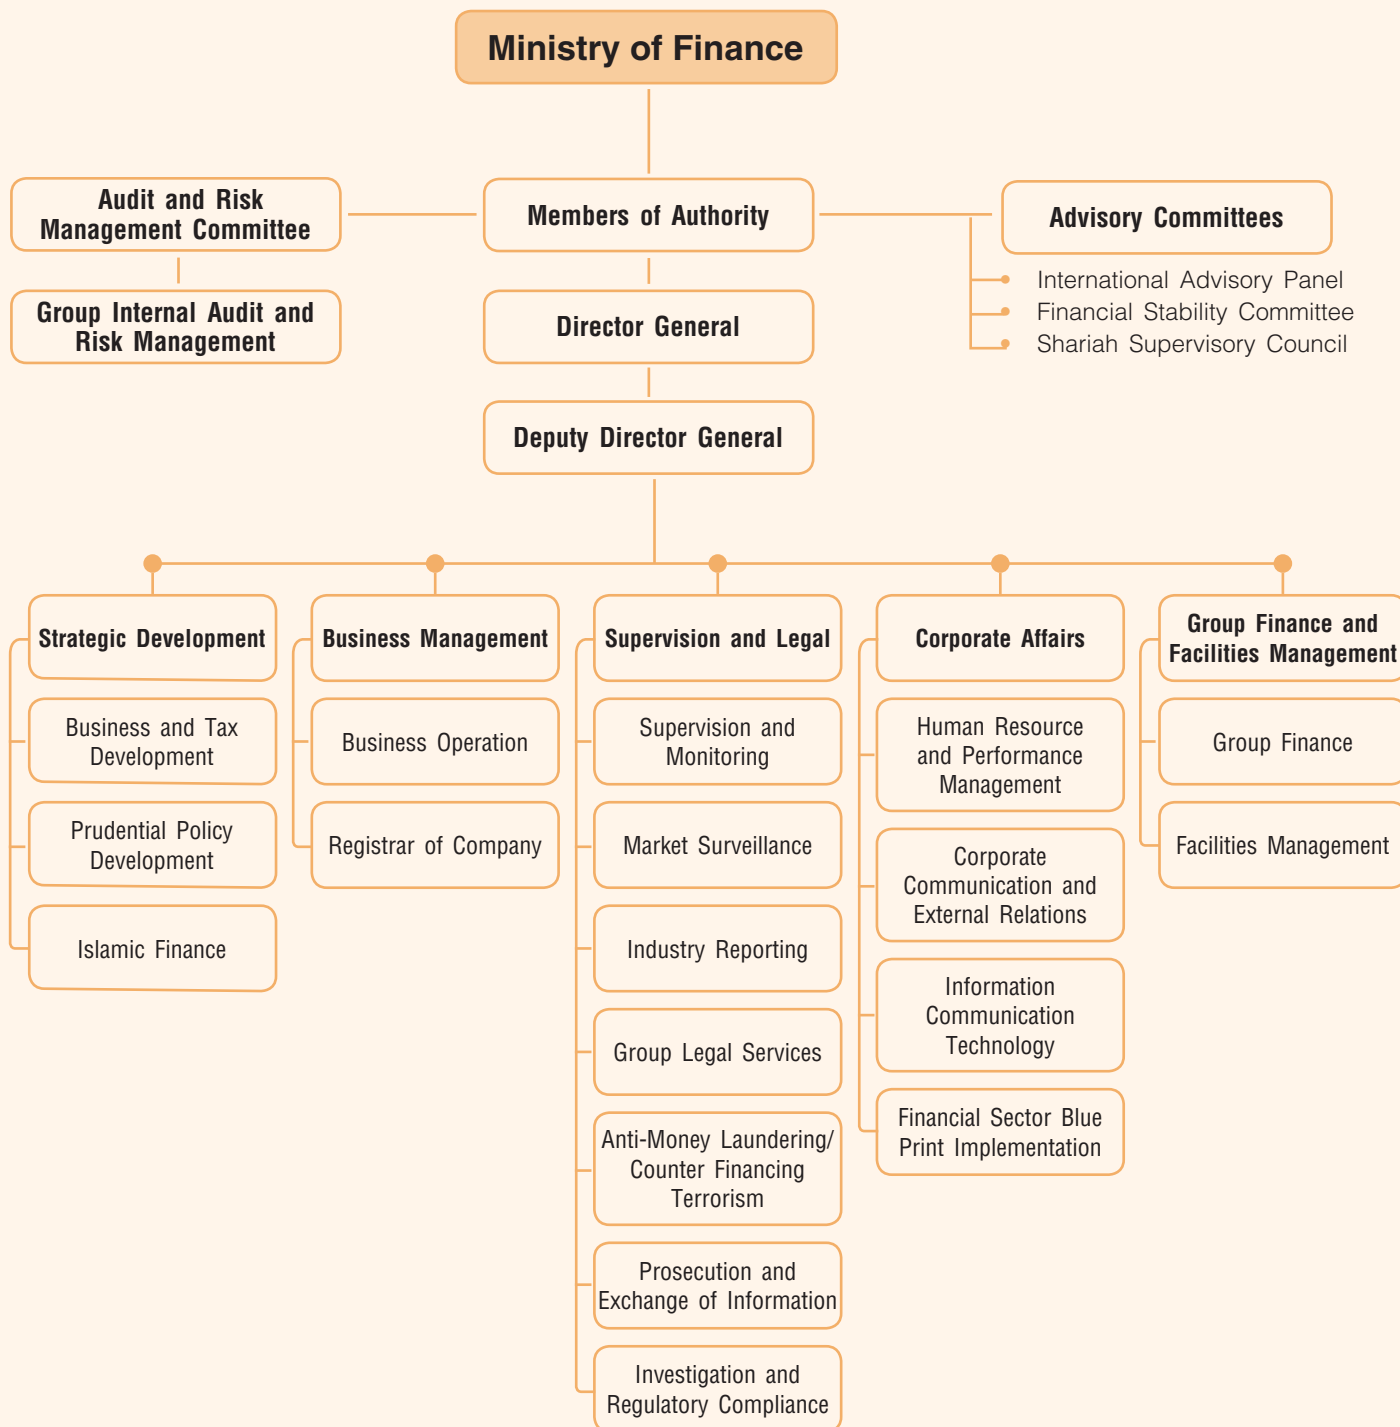 Ministry of Finance
Audit and Risk
Management Committee
Members of Authority
Advisory Committees
Group Internal Audit and
Risk Management
Director General
International Advisory Panel
Financial Stability Committee
Shariah Supervisory Council
Deputy Director General
Strategic Development
Business and Tax
Development
Prudential Policy
Development
Islamic Finance
Business Management
Business Operation
Registrar of Company
Supervision and Legal
Supervision and
Monitoring
Market Surveillance
Industry Reporting
Group Legal Services
Anti-Money Laundering/
Counter Financing
Terrorism
Prosecution and
Exchange of Information
Investigation and
Regulatory Compliance
Corporate Affairs
Human Resource
and Performance
Management
Corporate
Communication and
External Relations
Information
Communication
Technology
Financial Sector Blue
Print Implementation
Group Finance and
Facilities Management
Group Finance
Facilities Management